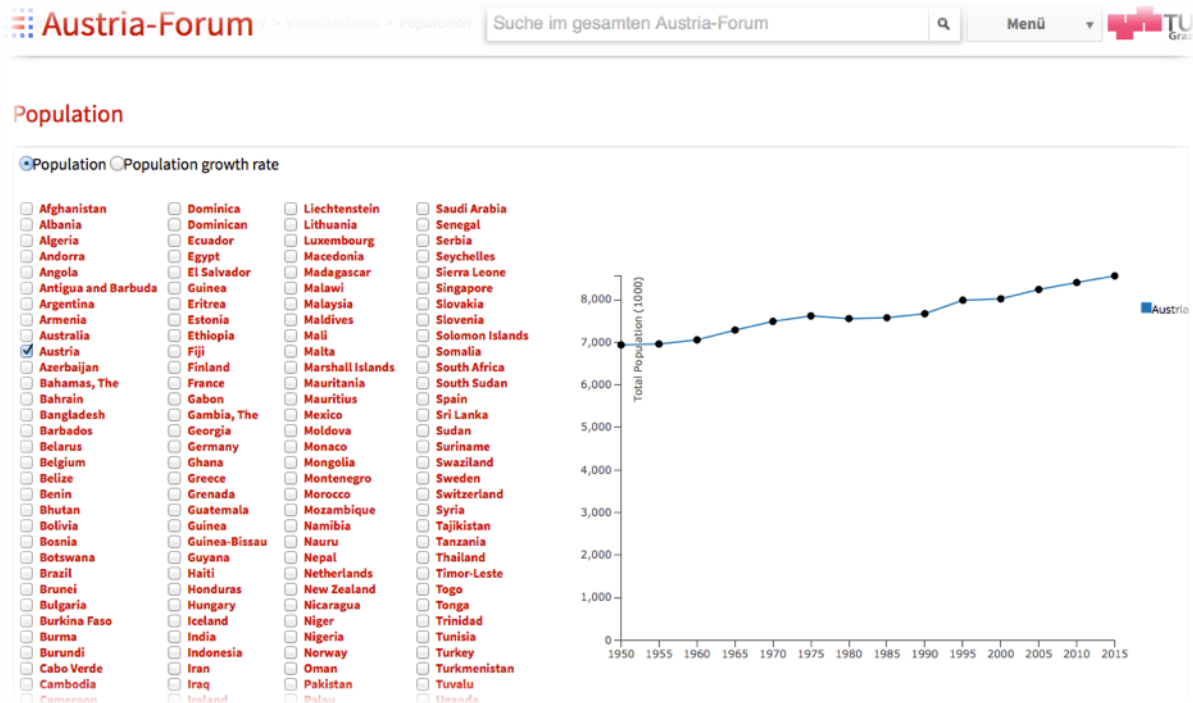 Austria-Forum
> Visualizations > Population
Suche im gesamten Austria-Forum
Menü
TU
Graz
Population
Population Population growth rate
Afghanistan
Albania
Algeria
Andorra
Angola
Antigua and Barbuda
Argentina
Armenia
Australia
Austria
Azerbaijan
Bahamas, The
Bahrain
Bangladesh
Barbados
Belarus
Belgium
Belize
Benin
Bhutan
Bolivia
Bosnia
Botswana
Brazil
Brunei
Bulgaria
Burkina Faso
Burma
Burundi
Cabo Verde
Cambodia
Cameroon
Dominica
Dominican
Ecuador
Egypt
El Salvador
Guinea
Eritrea
Estonia
Ethiopia
Fiji
Finland
France
Gabon
Gambia, The
Georgia
Germany
Ghana
Greece
Grenada
Guatemala
Guinea
Guinea-Bissau
Guyana
Haiti
Honduras
Hungary
Iceland
India
Indonesia
Iran
Iraq
Ireland
Liechtenstein
Lithuania
Luxembourg
Macedonia
Madagascar
Malawi
Malaysia
Maldives
Mali
Malta
Marshall Islands
Mauritania
Mauritius
Mexico
Moldova
Monaco
Mongolia
Montenegro
Morocco
Mozambique
Namibia
Nauru
Nepal
Netherlands
New Zealand
Nicaragua
Niger
Nigeria
Norway
Oman
Pakistan
Palau
Saudi Arabia
Senegal
Serbia
Seychelles
Sierra Leone
Singapore
Slovakia
Slovenia
Solomon Islands
Somalia
South Africa
South Sudan
Spain
Sri Lanka
Sudan
Suriname
Swaziland
Sweden
Switzerland
Syria
Tajikistan
Tanzania
Thailand
Timor-Leste
Togo
Tonga
Trinidad
Tunisia
Turkey
Turkmenistan
Tuvalu
Uganda
Total Population (1000)
8,000
7,000
6,000
5,000
4,000
3,000
2,000
1,000
0
1950 1955 1960 1965 1970 1975 1980 1985 1990 1995 2000 2005 2010 2015
Austria